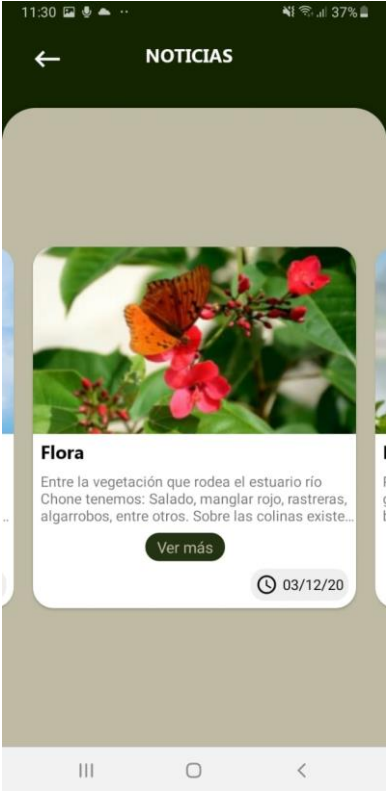 11:30 37%
NOTICIAS
Flora
Entre la vegetación que rodea el estuario río
Chone tenemos: Salado, manglar rojo, rastreras,
algarrobos, entre otros. Sobre las colinas existe...
Ver más
03/12/20